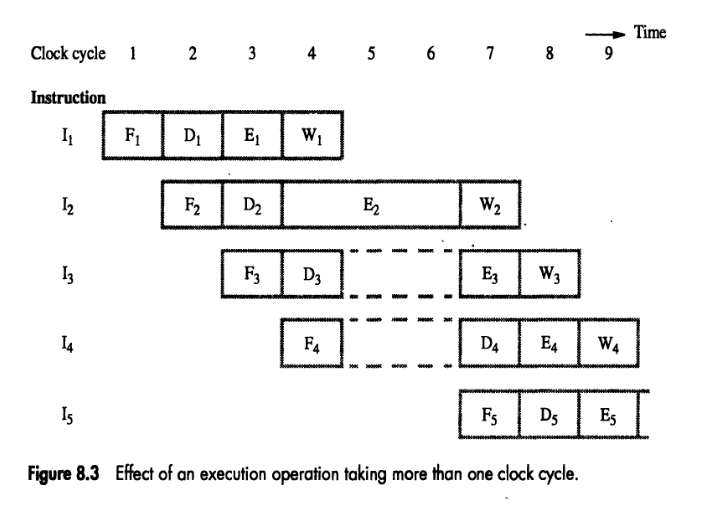 Time
Clock cycle 1 2 3 4 5 6 7 8 9
Instruction
I₁ F₁ D₁ E₁ W₁
I₂ F₂ D₂ E₂ W₂
I₃ F₃ D₃ E₃ W₃
I₄ F₄ D₄ E₄ W₄
I₅ F₅ D₅ E₅
Figure 8.3 Effect of an execution operation taking more than one clock cycle.